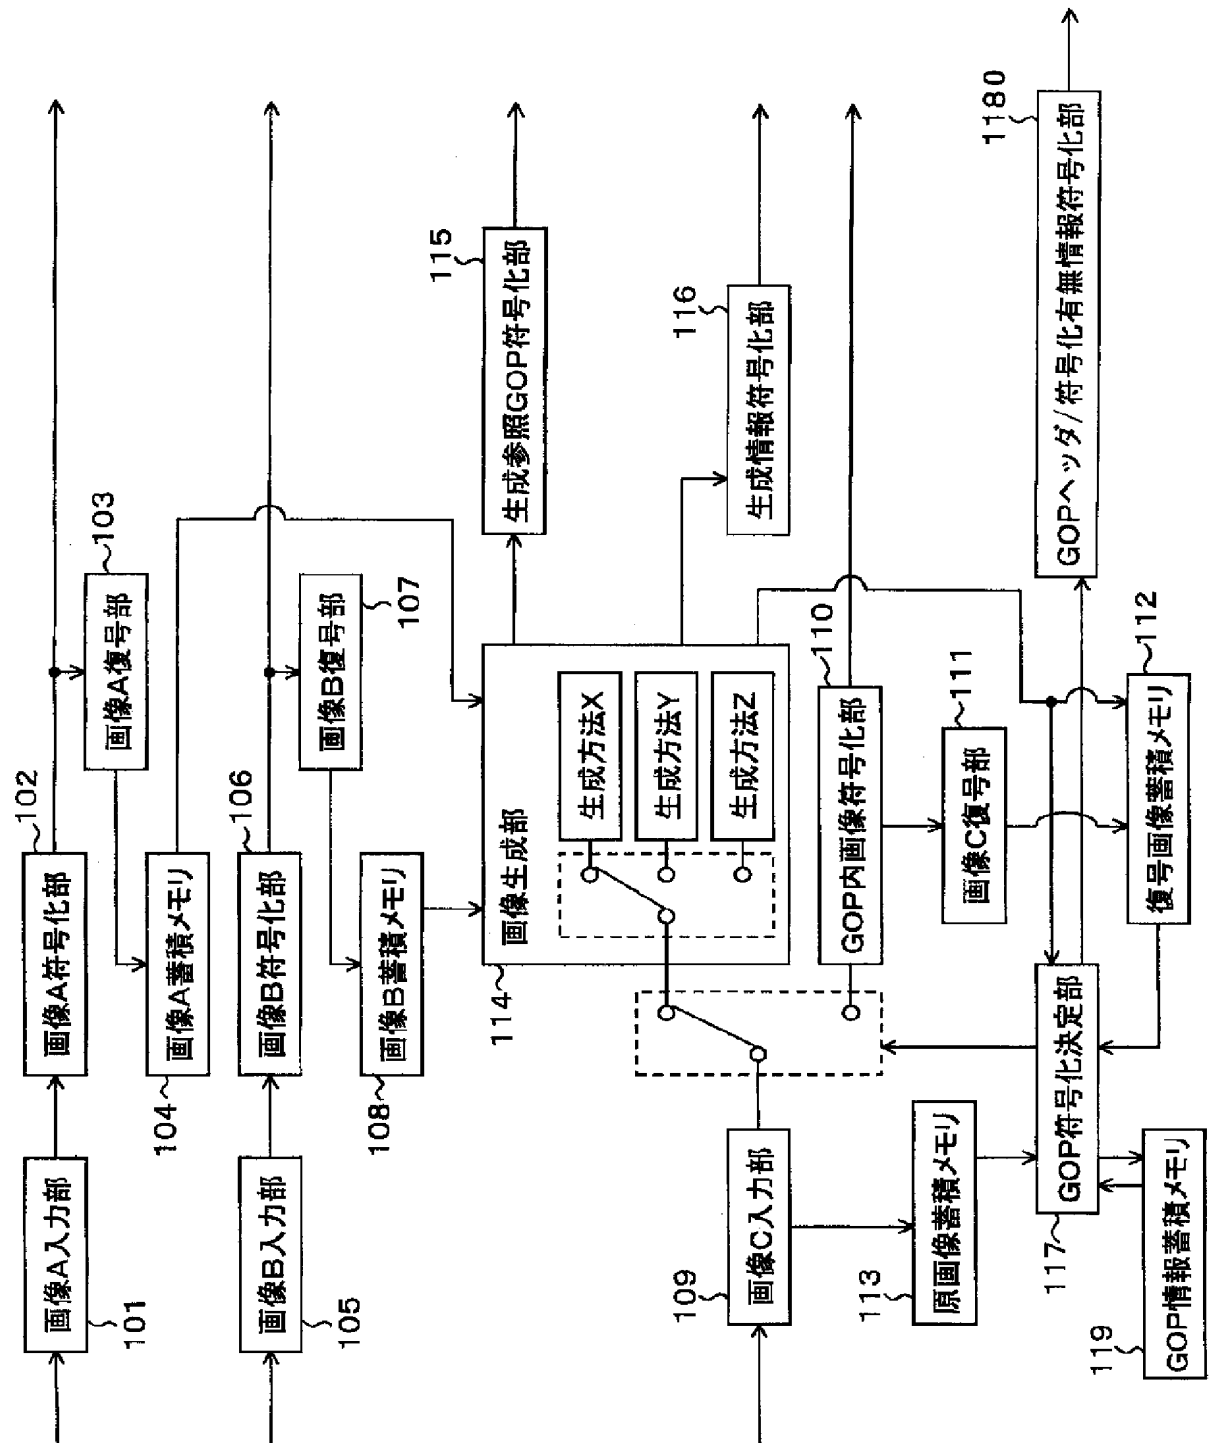 101
画像A入力部
102
画像A符号化部
103
画像A復号部
104
画像A蓄積メモリ
105
画像B入力部
106
画像B符号化部
107
画像B復号部
108
画像B蓄積メモリ
114
画像生成部
生成方法X
生成方法Y
生成方法Z
115
生成参照GOP符号化部
116
生成情報符号化部
109
画像C入力部
110
GOP内画像符号化部
111
画像C復号部
112
復号画像蓄積メモリ
113
原画像蓄積メモリ
117
GOP符号化決定部
1180
GOPヘッダ/符号化有無情報符号化部
119
GOP情報蓄積メモリ